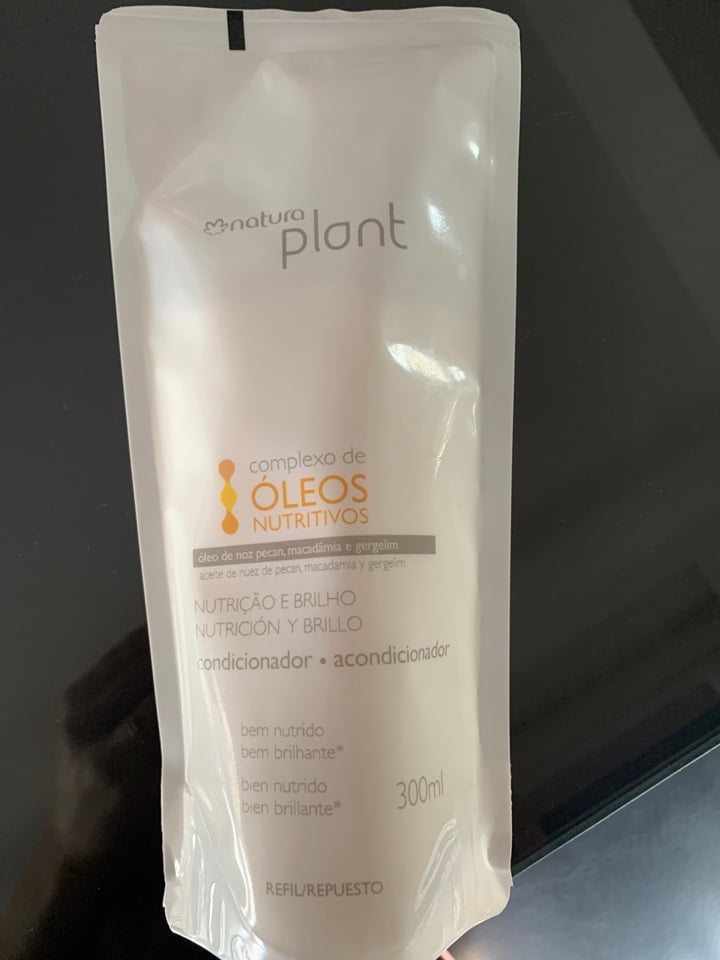 natura
plant
complexo de
ÓLEOS
NUTRITIVOS
óleo de noz pecan, macadâmia e gergelim
aceite de nuez de pecan, macadamia y gergelim
NUTRIÇÃO E BRILHO
NUTRICIÓN Y BRILLO
condicionador • acondicionador
bem nutrido
bem brilhante*
bien nutrido
bien brillante*
300ml
REFIL/REPUESTO